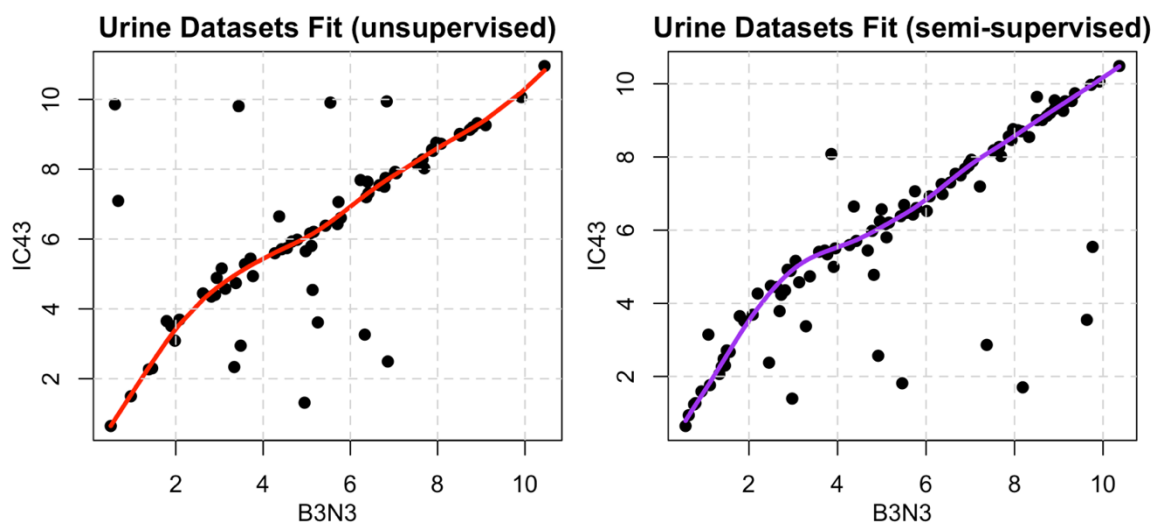 Urine Datasets Fit (unsupervised)
IC43
10
8
6
4
2
2 4 6 8 10
B3N3
Urine Datasets Fit (semi-supervised)
IC43
10
8
6
4
2
2 4 6 8 10
B3N3